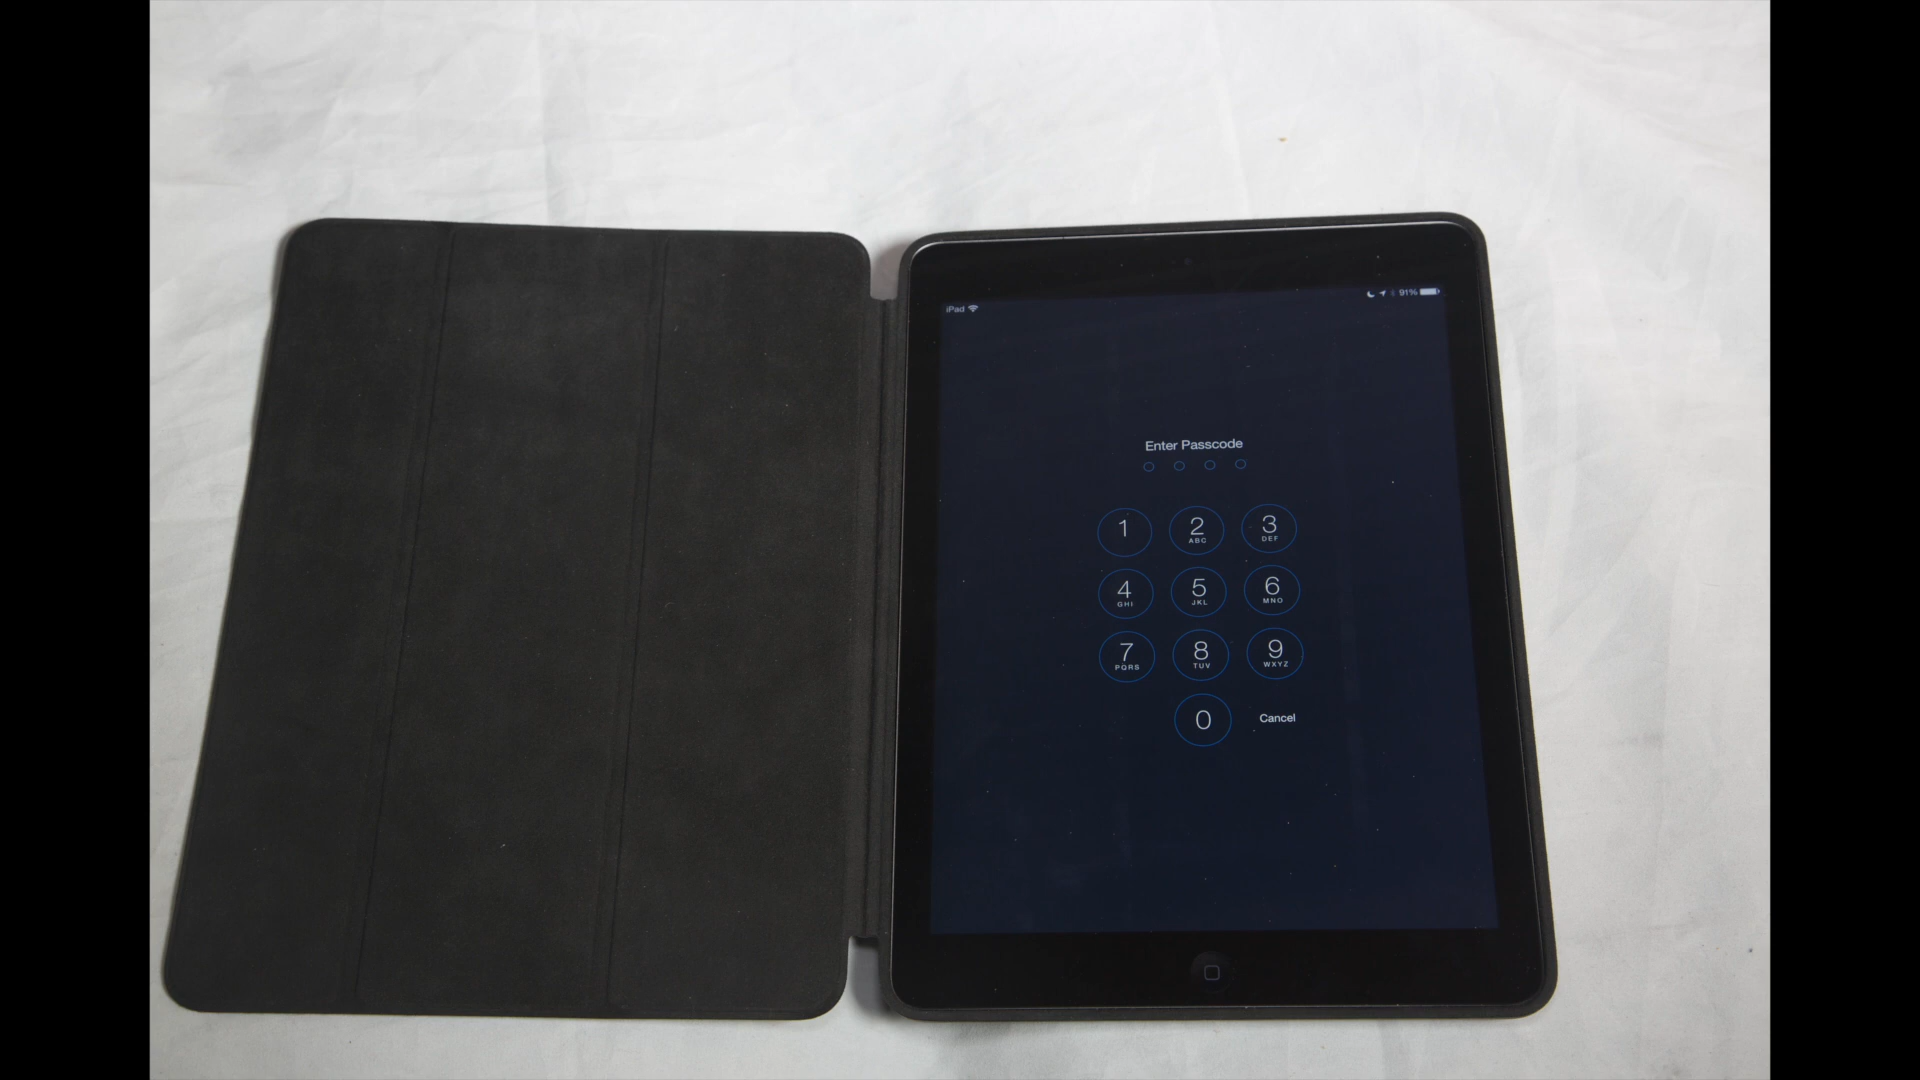 iPad
91%
Enter Passcode
1
2
ABC
3
DEF
4
GHI
5
JKL
6
MNO
7
PQRS
8
TUV
9
WXYZ
0
Cancel